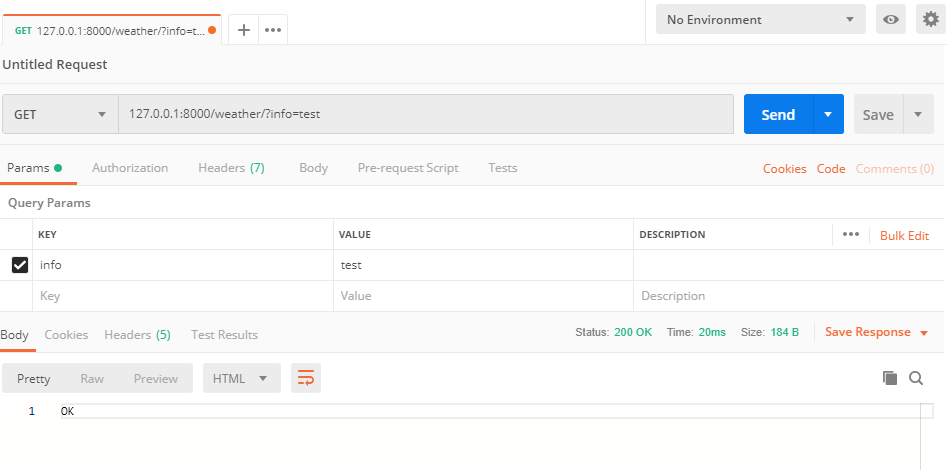 GET 127.0.0.1:8000/weather/?info=t... No Environment
Untitled Request
GET 127.0.0.1:8000/weather/?info=test Send Save
Params Authorization Headers (7) Body Pre-request Script Tests Cookies Code Comments (0)
Query Params
KEY VALUE DESCRIPTION Bulk Edit
info test
Key Value Description
Body Cookies Headers (5) Test Results Status: 200 OK Time: 20ms Size: 184 B Save Response
Pretty Raw Preview HTML
1 OK